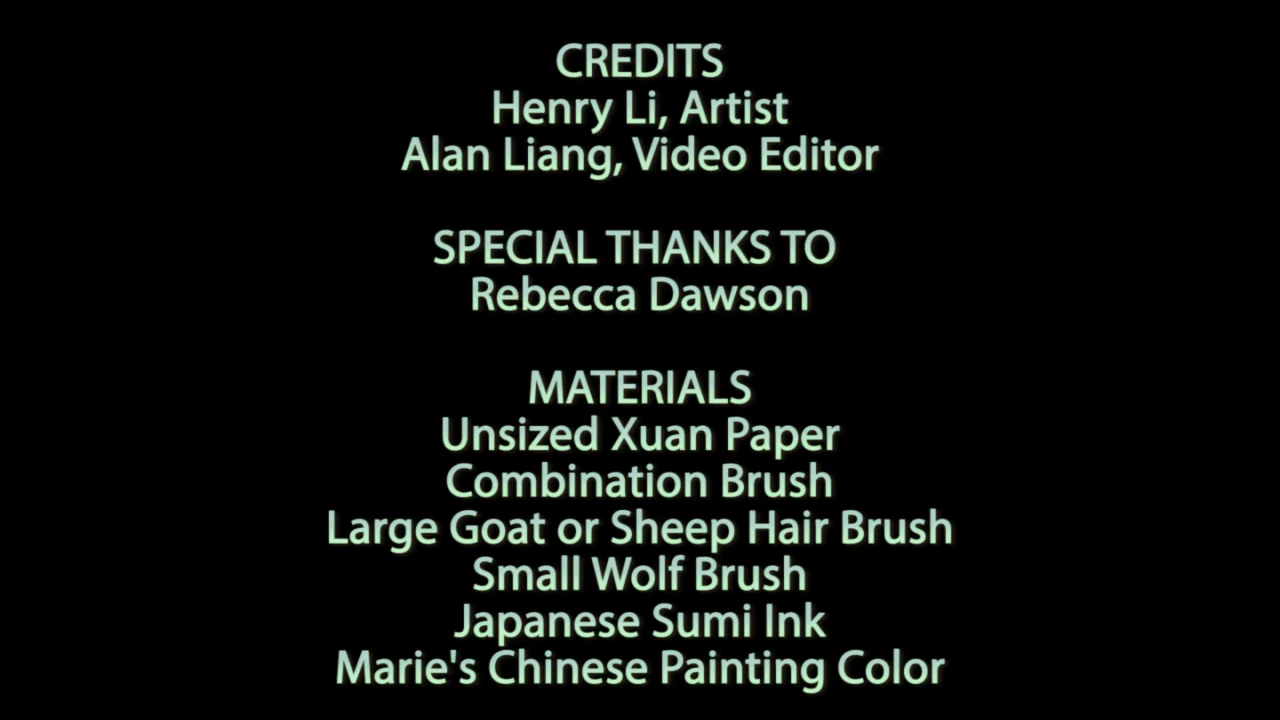 CREDITS
Henry Li, Artist
Alan Liang, Video Editor
SPECIAL THANKS TO
Rebecca Dawson
MATERIALS
Unsized Xuan Paper
Combination Brush
Large Goat or Sheep Hair Brush
Small Wolf Brush
Japanese Sumi Ink
Marie's Chinese Painting Color